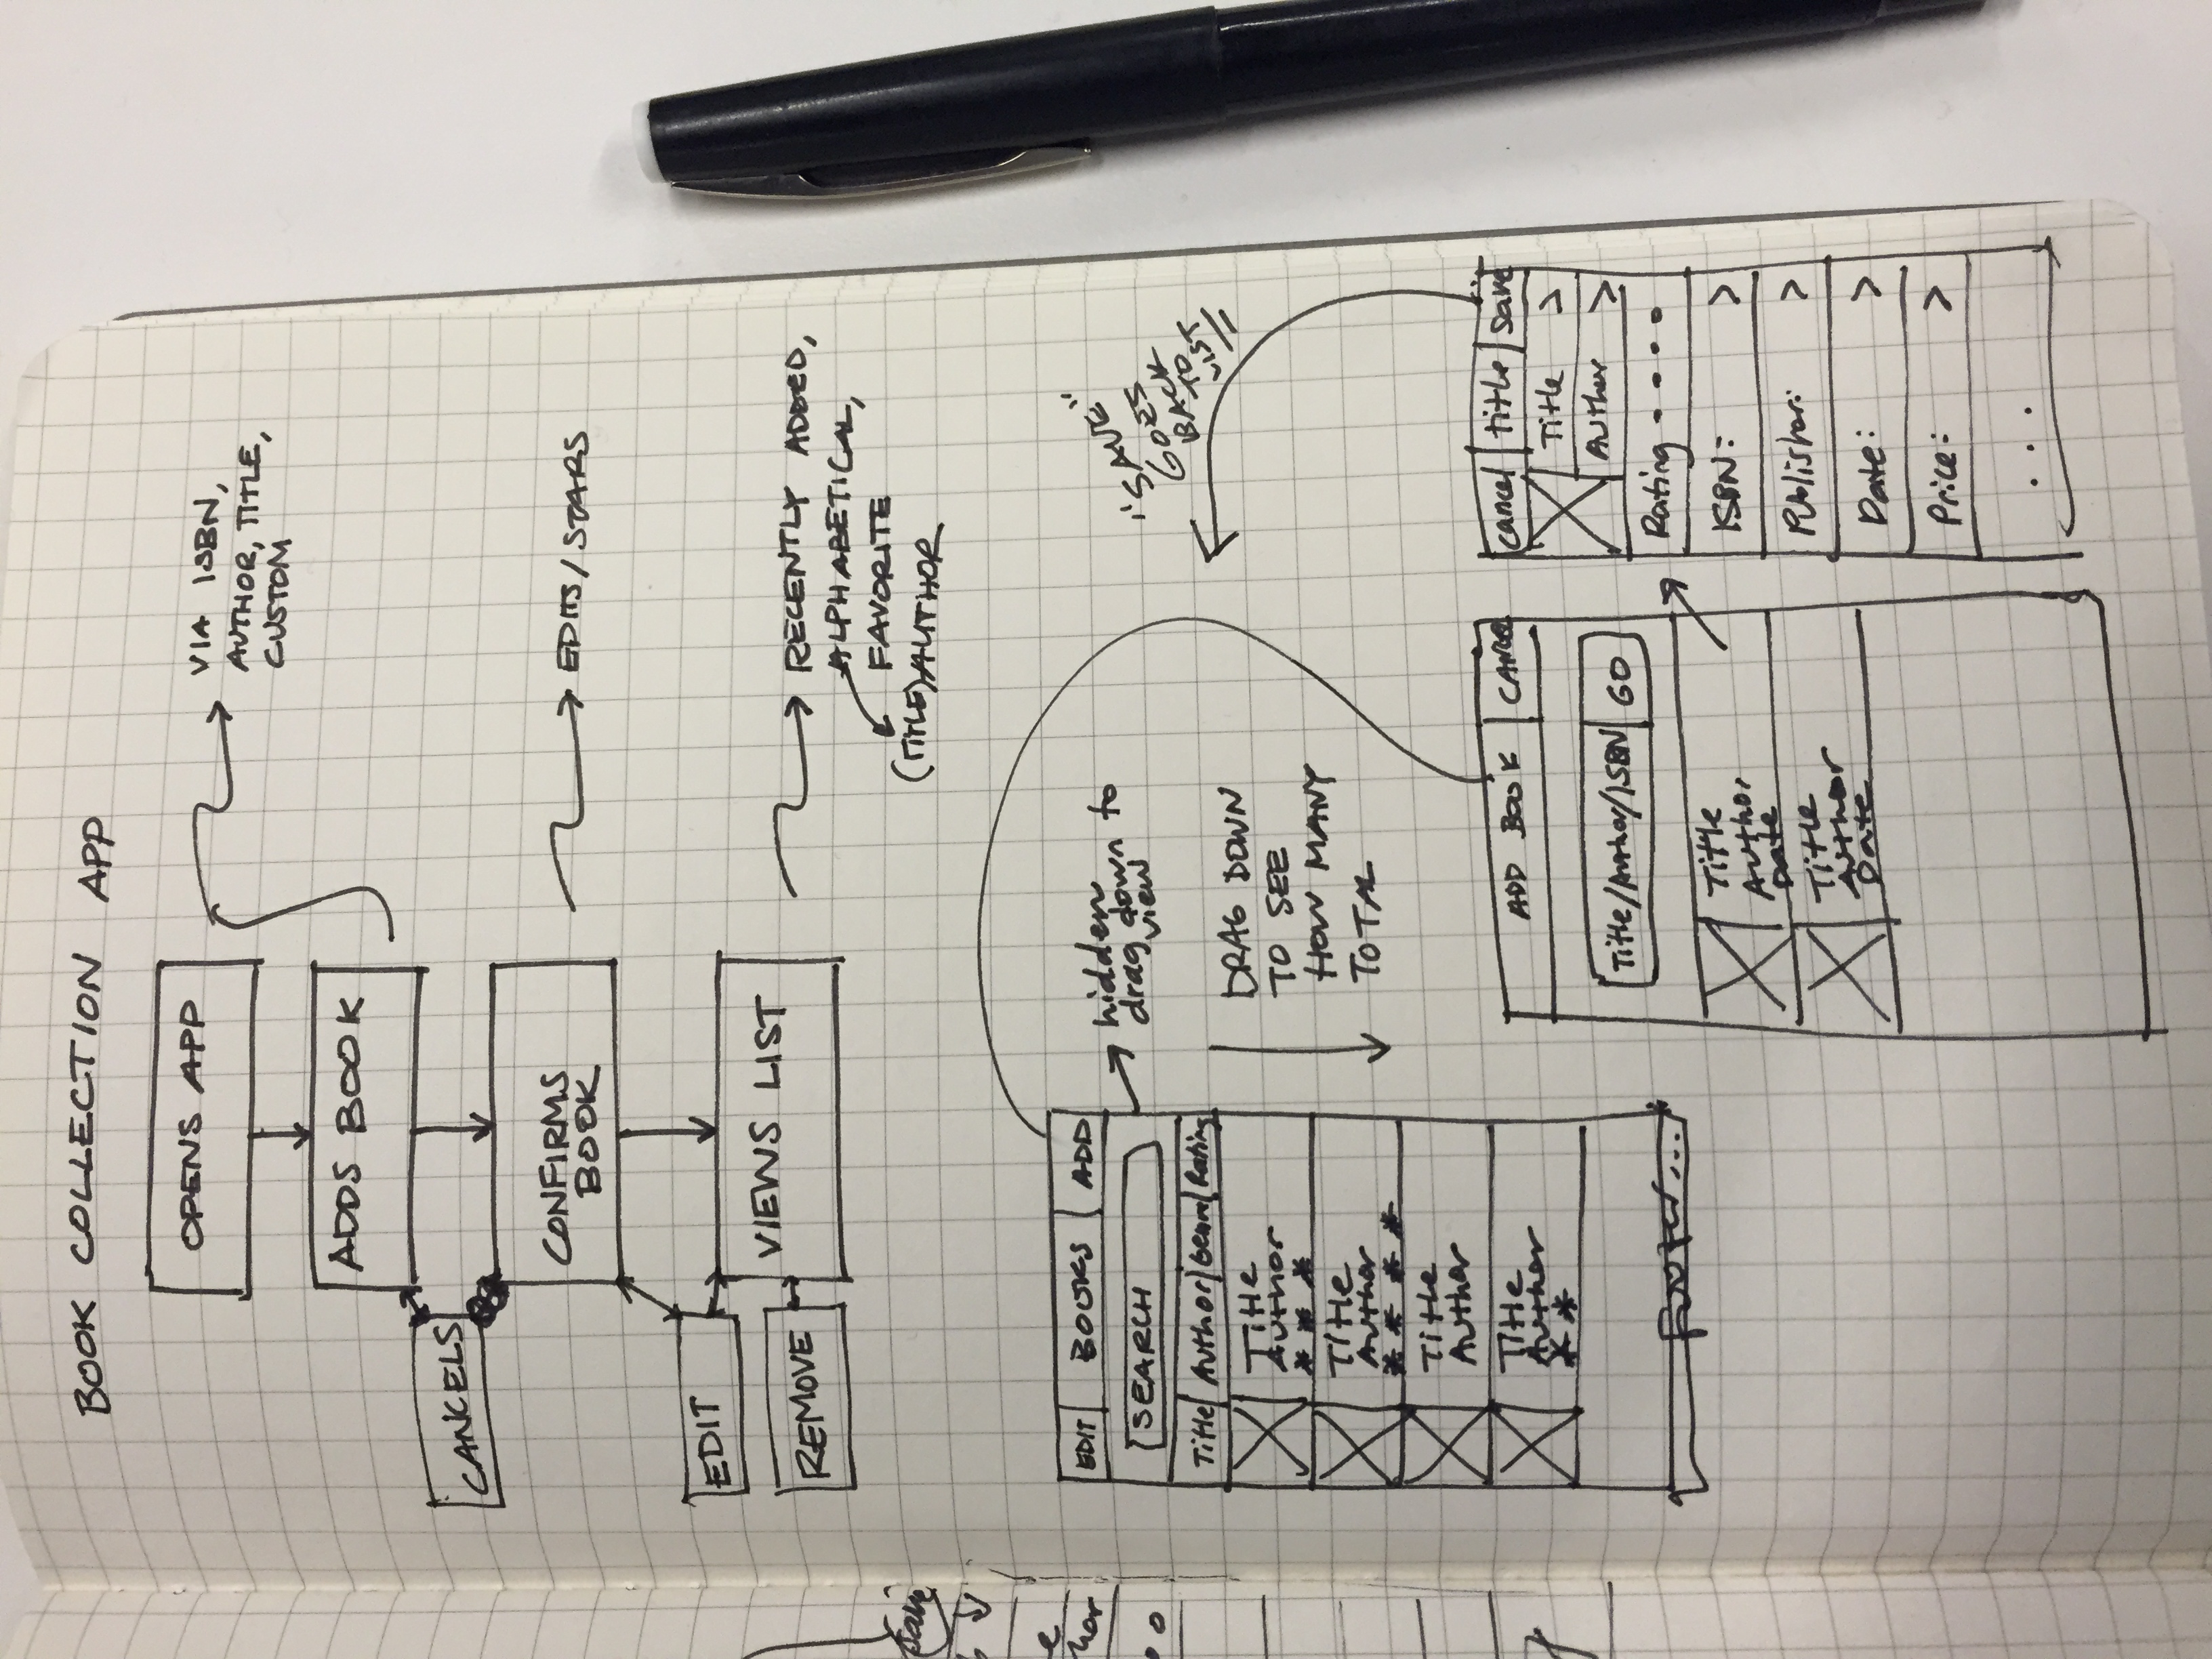 BOOK COLLECTION APP
OPENS APP
VIA ISBN,
AUTHOR, TITLE,
CUSTOM
ADDS BOOK
CANCELS
CONFIRMS
BOOK
EDITS/STARS
EDIT
VIEWS LIST
REMOVE
RECENTLY ADDED,
ALPHABETICAL,
FAVORITE
(TITLE) AUTHOR
Save
EDIT BOOKS ADD
SEARCH
hidden
drag down to
view
Title Author Genre Rating
Title
Author
* * *
Title
Author
* * * *
Title
Author
Title
Author
* *
Footer...
DRAG DOWN
TO SEE
HOW MANY
TOTAL
"SAVE"
GOES
BACK
TO
LIST
ADD BOOK CANCEL
Title/Author/ISBN GO
Title
Author
Date
Title
Author
Date
cancel title save
Title >
Author >
Rating • • • •
ISBN: >
Publisher: >
Date: >
Price: >
...